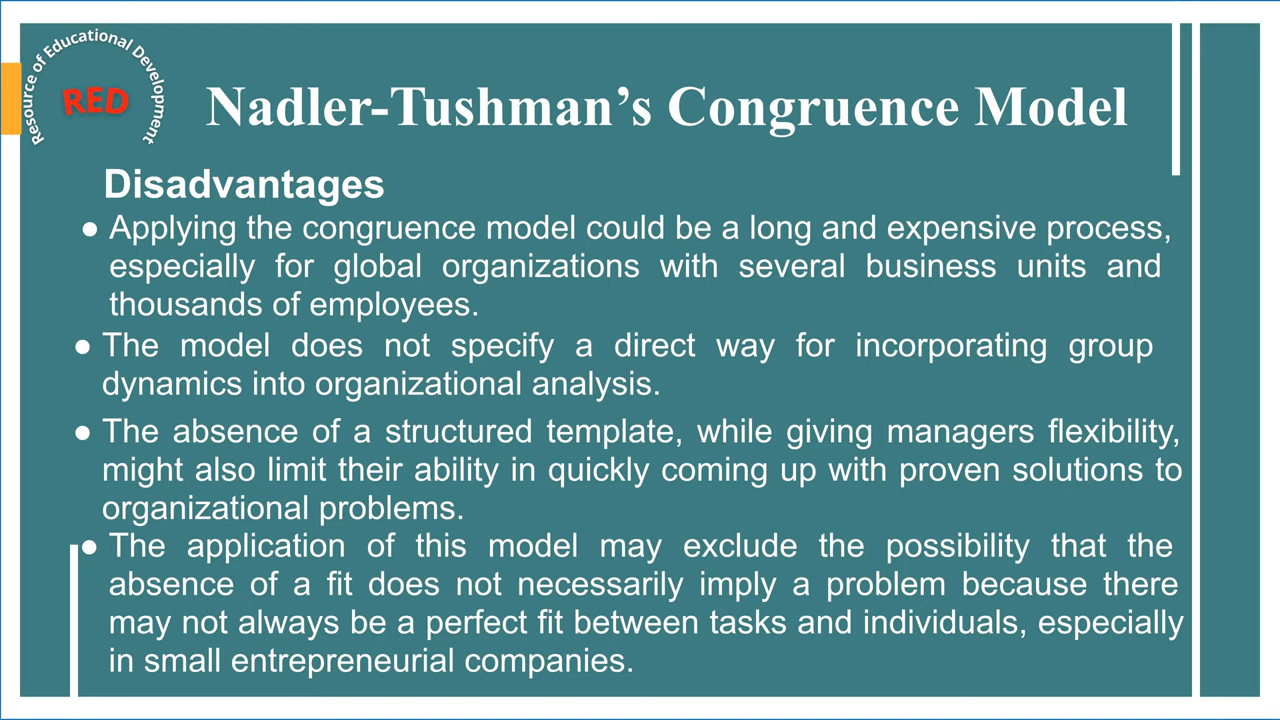 Resource of Educational Development
RED
Nadler-Tushman’s Congruence Model
Disadvantages
● Applying the congruence model could be a long and expensive process,
especially for global organizations with several business units and
thousands of employees.
● The model does not specify a direct way for incorporating group
dynamics into organizational analysis.
● The absence of a structured template, while giving managers flexibility,
might also limit their ability in quickly coming up with proven solutions to
organizational problems.
● The application of this model may exclude the possibility that the
absence of a fit does not necessarily imply a problem because there
may not always be a perfect fit between tasks and individuals, especially
in small entrepreneurial companies.